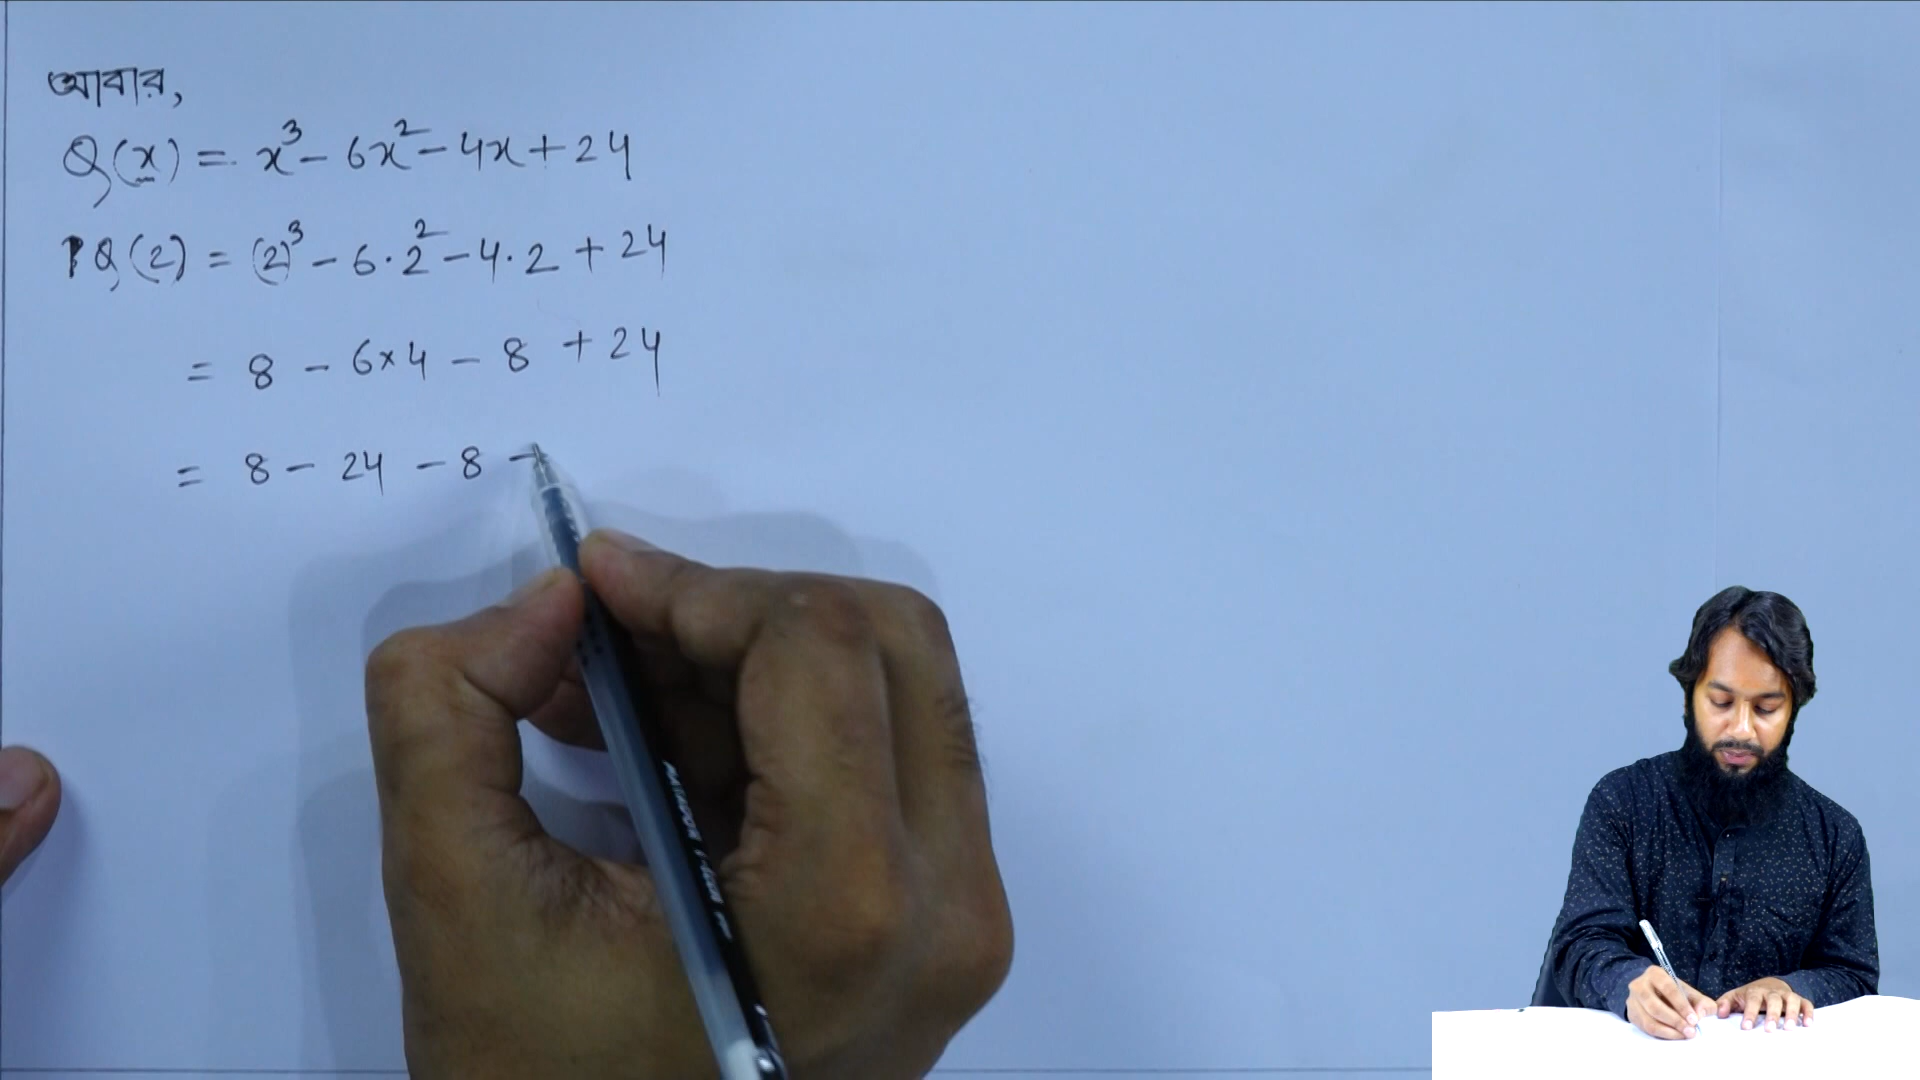 আবার,
Q(x) = x³ - 6x² - 4x + 24
Q(2) = (2)³ - 6·2² - 4·2 + 24
= 8 - 6×4 - 8 + 24
= 8 - 24 - 8 -